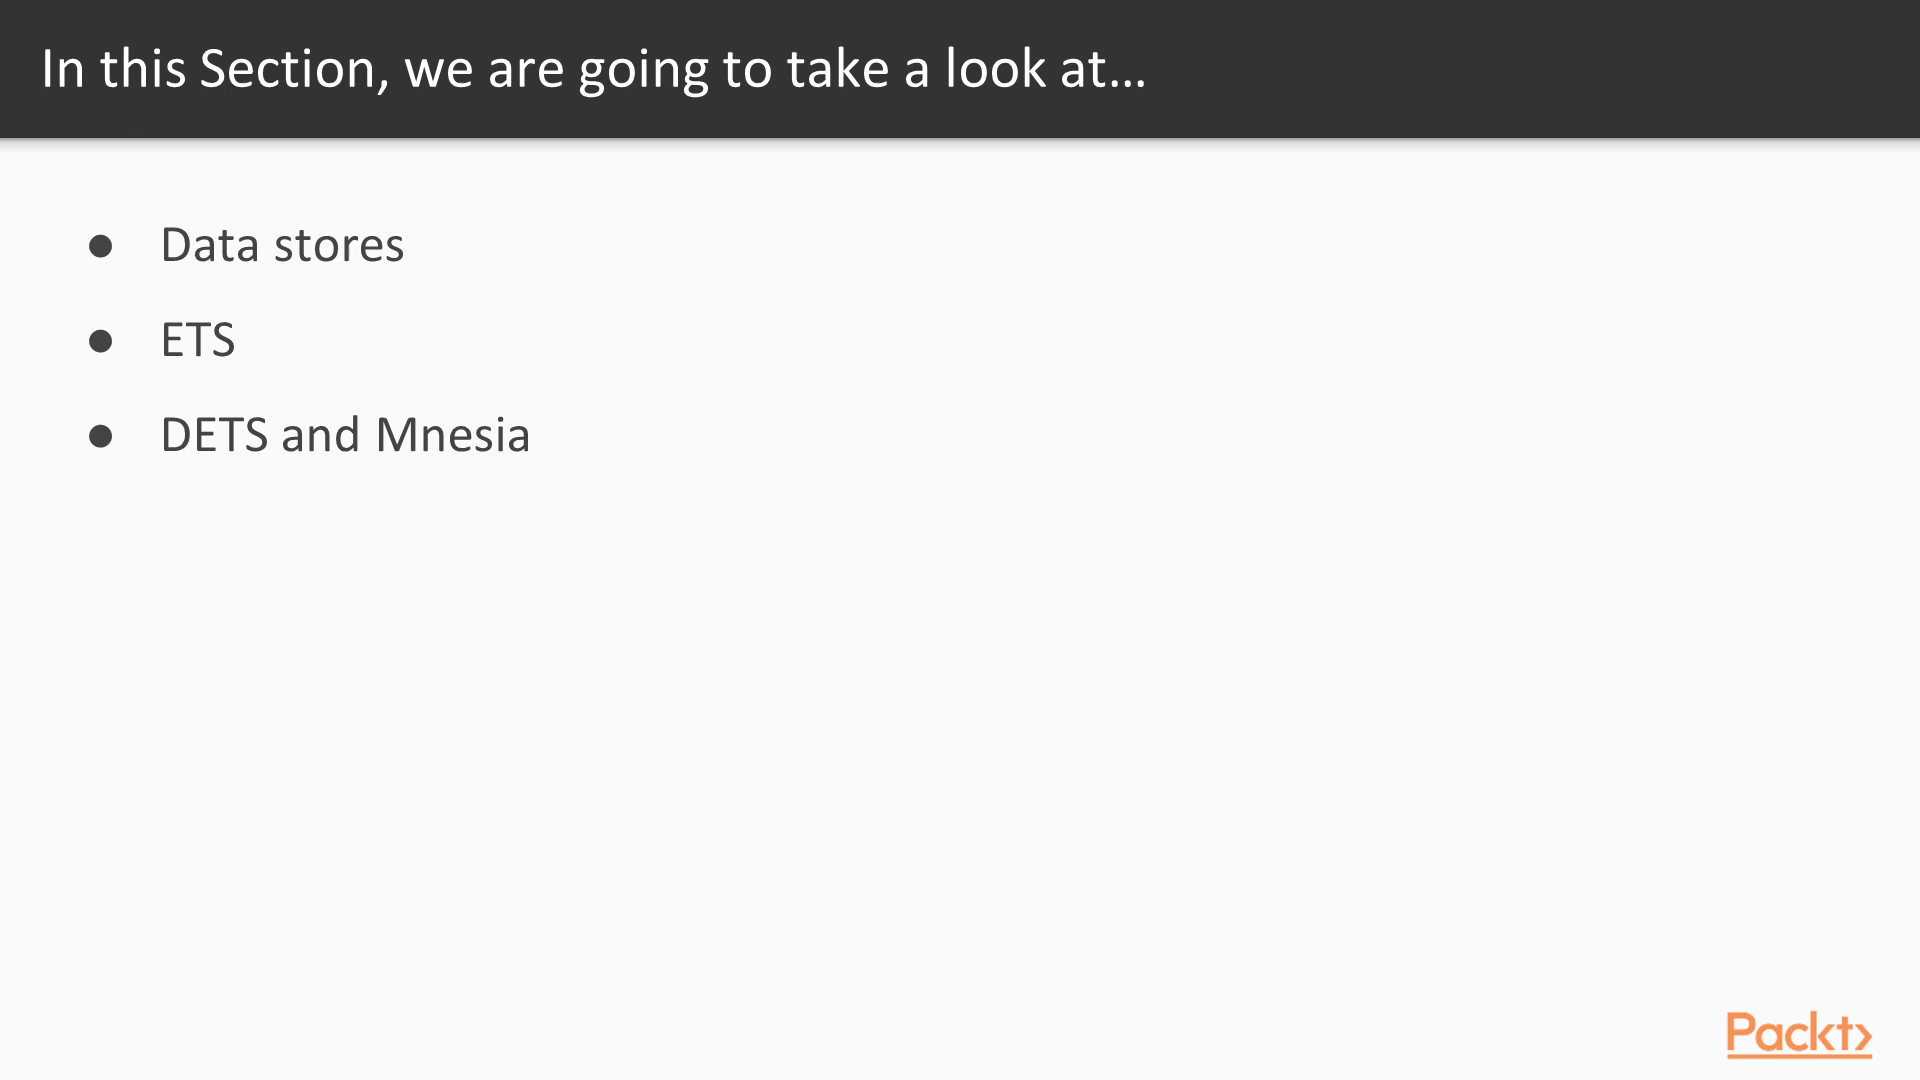 In this Section, we are going to take a look at…
● Data stores
● ETS
● DETS and Mnesia
Packt>